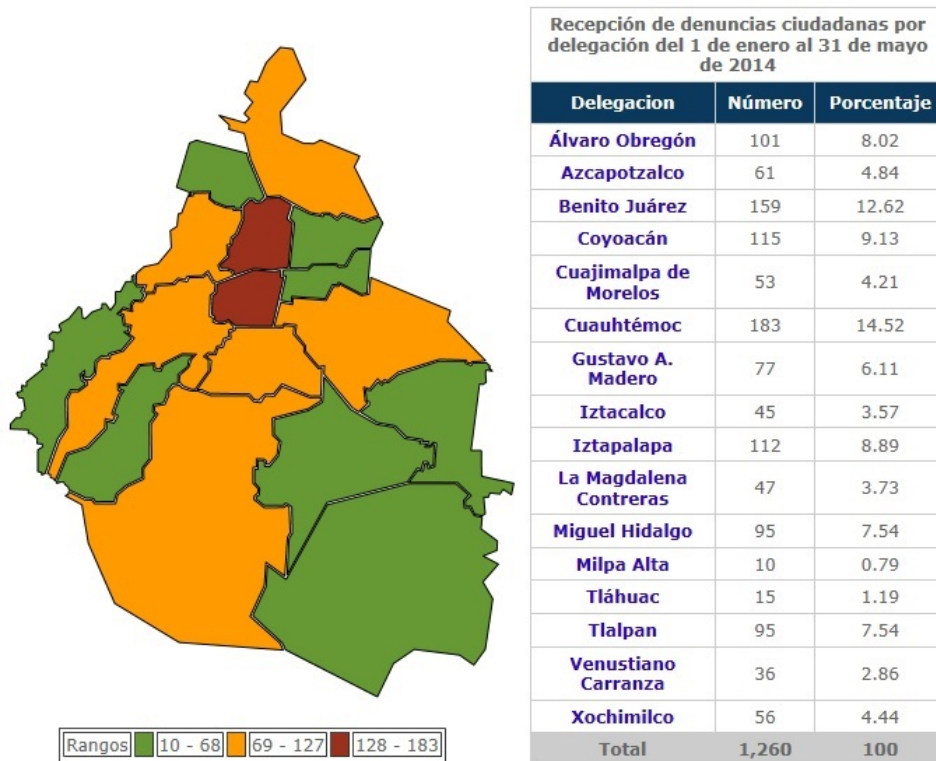 Recepción de denuncias ciudadanas por
delegación del 1 de enero al 31 de mayo
de 2014
Delegacion Número Porcentaje
Álvaro Obregón 101 8.02
Azcapotzalco 61 4.84
Benito Juárez 159 12.62
Coyoacán 115 9.13
Cuajimalpa de
Morelos 53 4.21
Cuauhtémoc 183 14.52
Gustavo A.
Madero 77 6.11
Iztacalco 45 3.57
Iztapalapa 112 8.89
La Magdalena
Contreras 47 3.73
Miguel Hidalgo 95 7.54
Milpa Alta 10 0.79
Tláhuac 15 1.19
Tlalpan 95 7.54
Venustiano
Carranza 36 2.86
Xochimilco 56 4.44
Total 1,260 100
Rangos 10 - 68 69 - 127 128 - 183